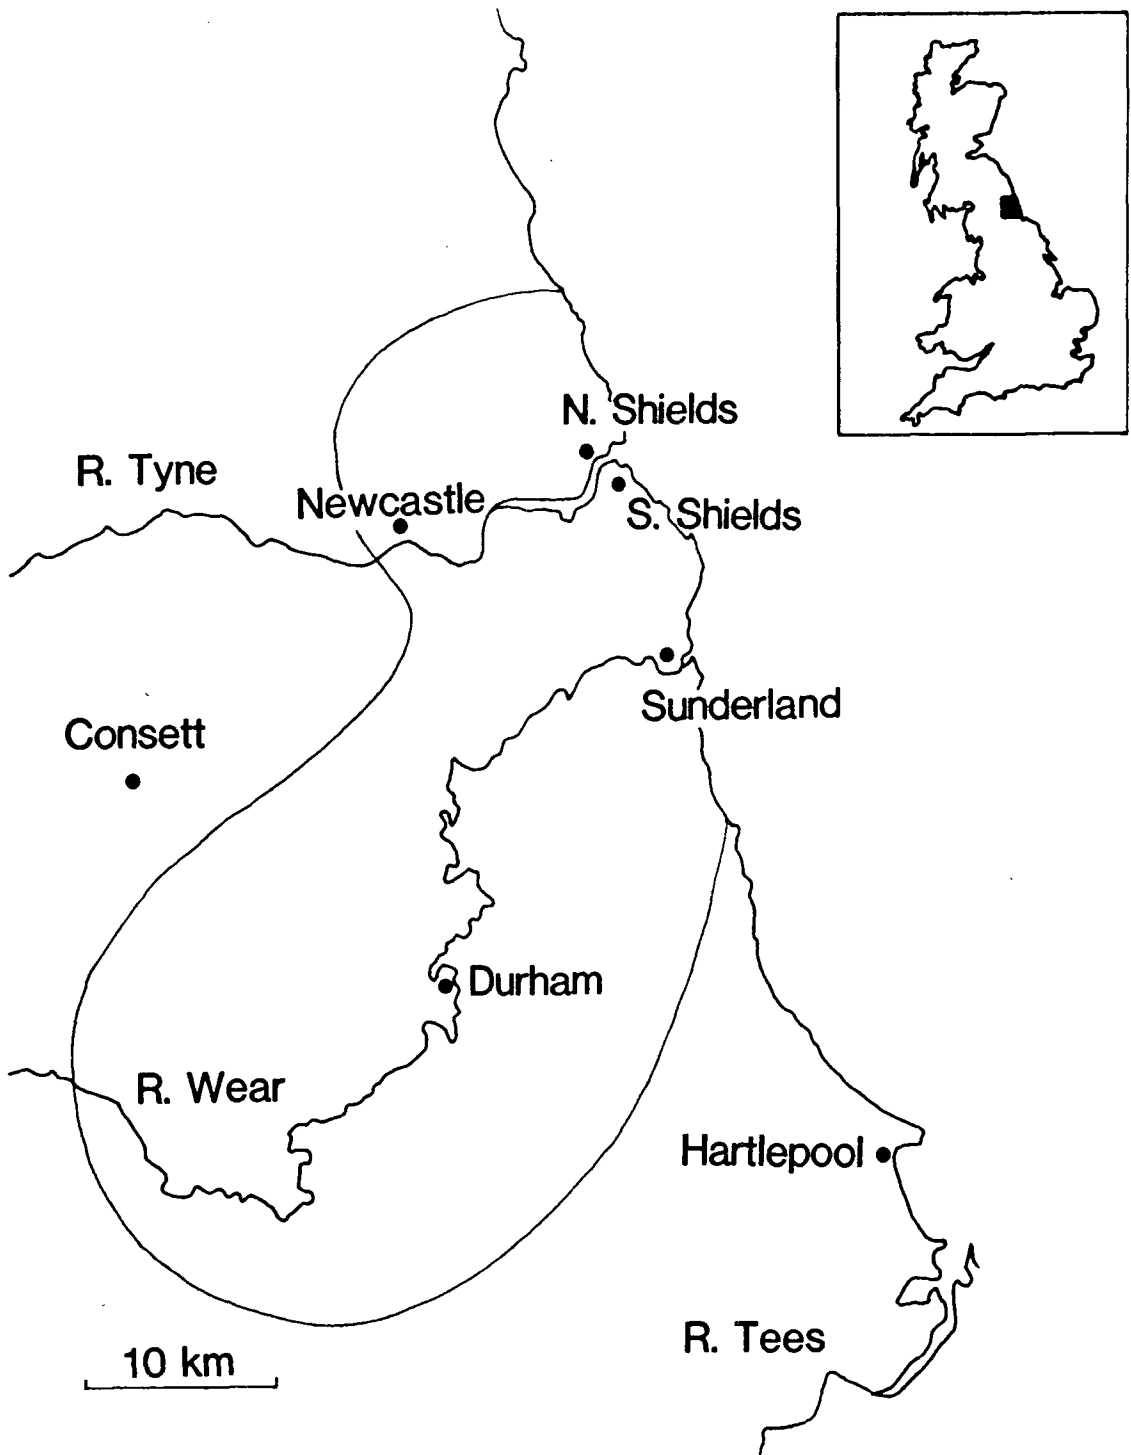 N. Shields
R. Tyne
Newcastle
S. Shields
Sunderland
Consett
Durham
R. Wear
Hartlepool
R. Tees
10 km